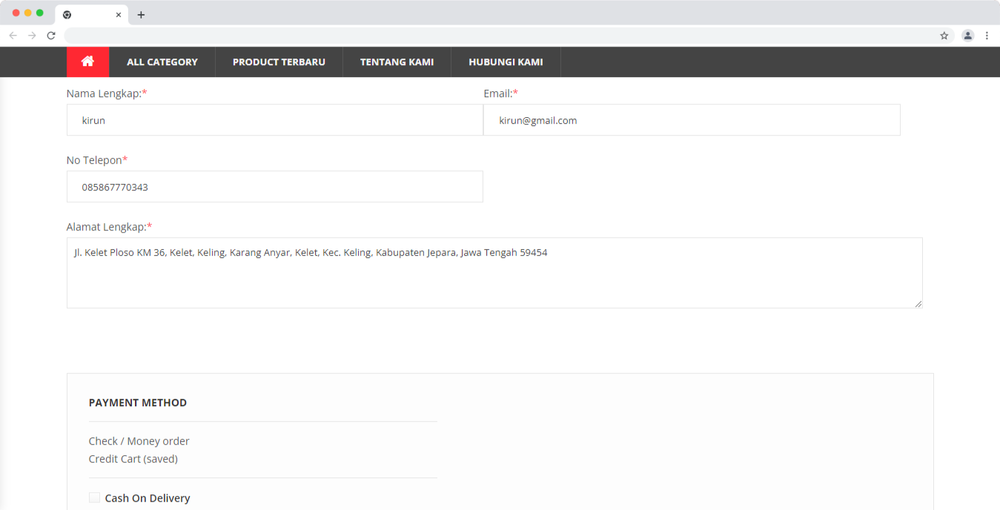 ALL CATEGORY PRODUCT TERBARU TENTANG KAMI HUBUNGI KAMI
Nama Lengkap:* Email:*
kirun kirun@gmail.com
No Telepon*
085867770343
Alamat Lengkap:*
Jl. Kelet Ploso KM 36, Kelet, Keling, Karang Anyar, Kelet, Kec. Keling, Kabupaten Jepara, Jawa Tengah 59454
PAYMENT METHOD
Check / Money order
Credit Cart (saved)
Cash On Delivery